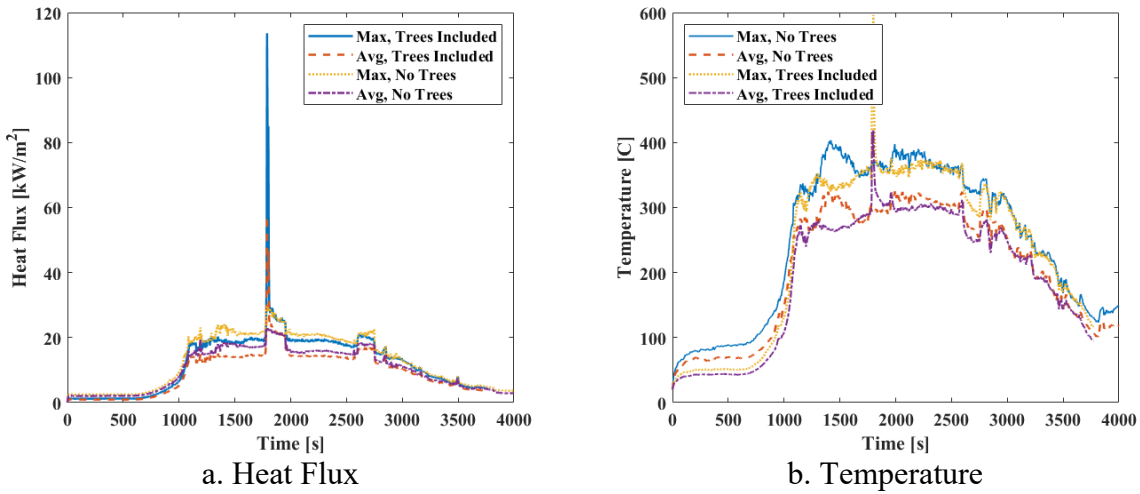 Max, Trees Included
Avg, Trees Included
Max, No Trees
Avg, No Trees
Heat Flux [kW/m²]
120
100
80
60
40
20
0
0 500 1000 1500 2000 2500 3000 3500 4000
Time [s]
a. Heat Flux
Max, No Trees
Avg, No Trees
Max, Trees Included
Avg, Trees Included
Temperature [C]
600
500
400
300
200
100
0
0 500 1000 1500 2000 2500 3000 3500 4000
Time [s]
b. Temperature